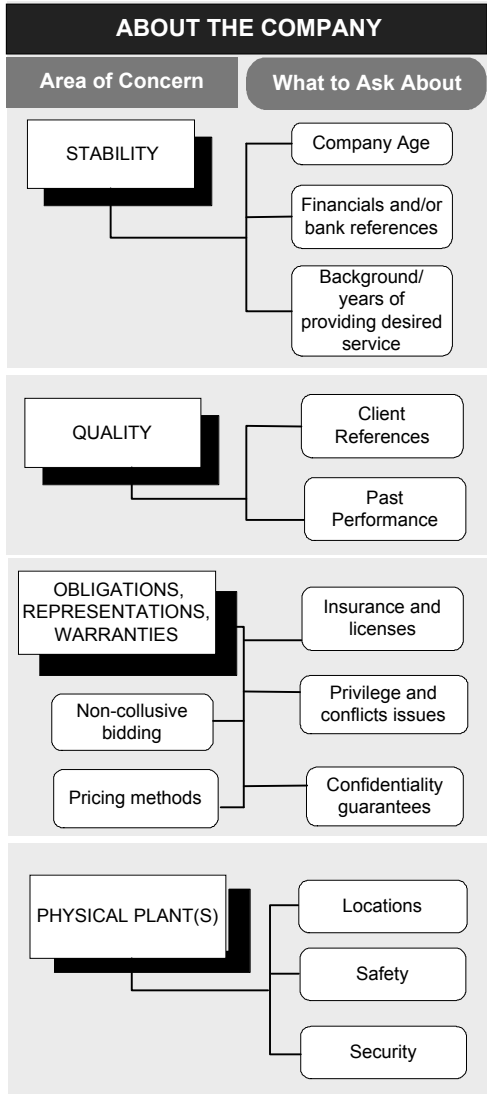 ABOUT THE COMPANY
Area of Concern
What to Ask About
STABILITY
Company Age
Financials and/or
bank references
Background/
years of
providing desired
service
QUALITY
Client
References
Past
Performance
OBLIGATIONS,
REPRESENTATIONS,
WARRANTIES
Insurance and
licenses
Non-collusive
bidding
Privilege and
conflicts issues
Pricing methods
Confidentiality
guarantees
PHYSICAL PLANT(S)
Locations
Safety
Security